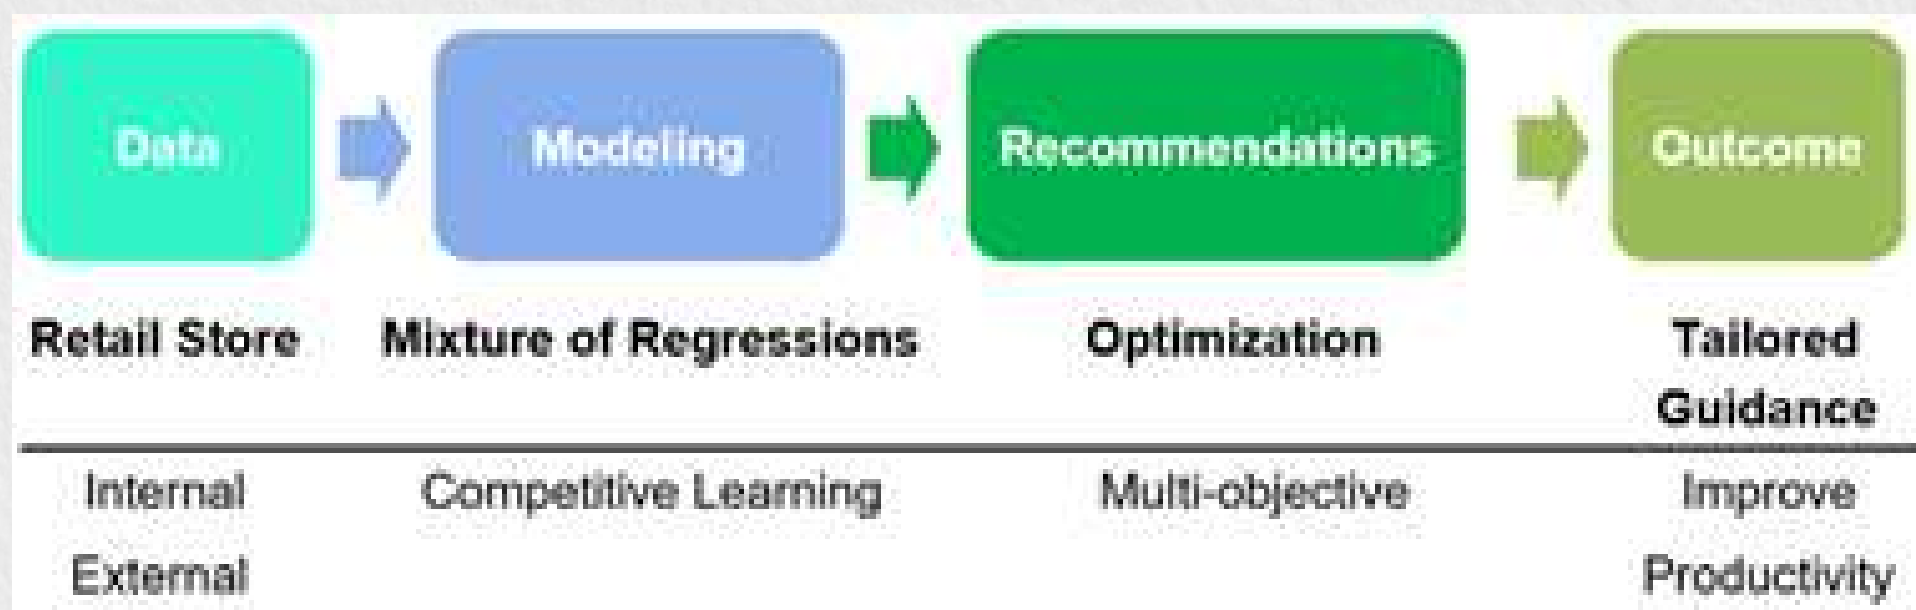 Data
Modeling
Recommendations
Outcome
Retail Store
Mixture of Regressions
Optimization
Tailored
Guidance
Internal
Competitive Learning
Multi-objective
Improve
External
Productivity